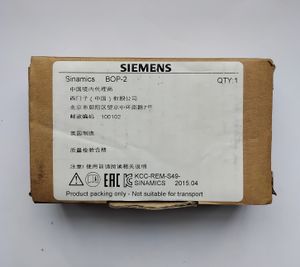 SIEMENS
Sinamics BOP-2 QTY:1
中国境内代理商
西门子（中国）有限公司
北京市朝阳区望京中环南路7号
邮政编码 100102
英国制造
质量检验合格
注意！使用前请阅读相关说明
CE EAC KCC-REM-S49-
SINAMICS 2015.04
Product packing only - Not suitable for transport